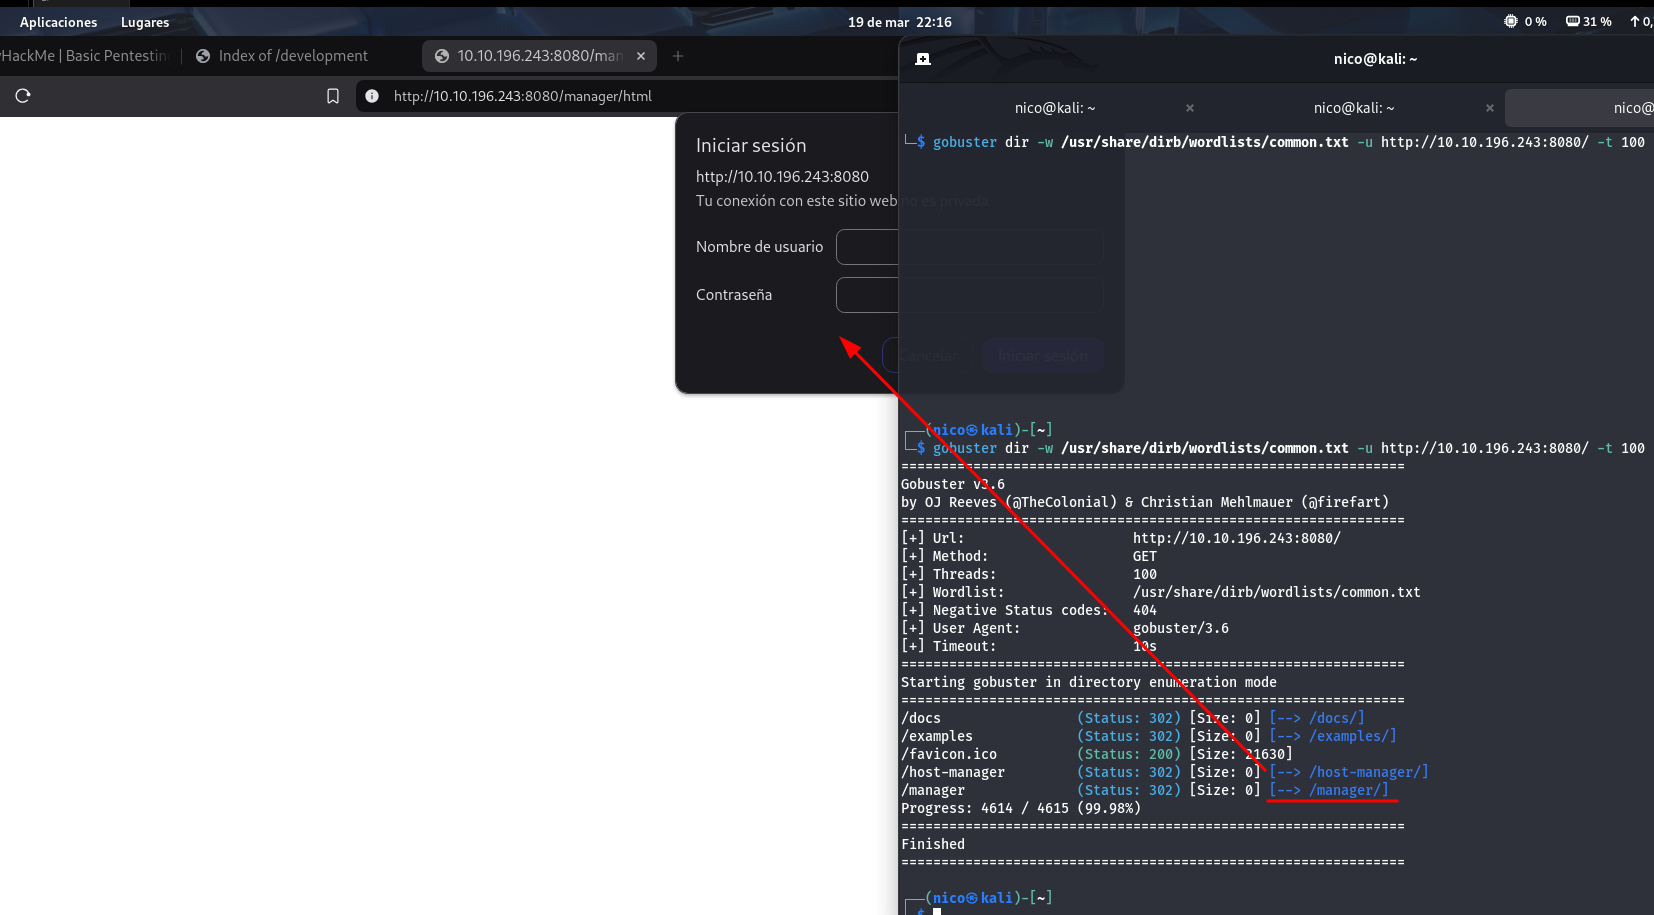 Aplicaciones Lugares 19 de mar 22:16 0 % 31 % 0,
HackMe | Basic Pentestin Index of /development 10.10.196.243:8080/man × +
http://10.10.196.243:8080/manager/html
Iniciar sesión
http://10.10.196.243:8080
Tu conexión con este sitio web no es privada
Nombre de usuario
Contraseña
Cancelar Iniciar sesión
nico@kali: ~
nico@kali: ~ × nico@kali: ~ × nico@
└─$ gobuster dir -w /usr/share/dirb/wordlists/common.txt -u http://10.10.196.243:8080/ -t 100
┌──(nico㉿kali)-[~]
└─$ gobuster dir -w /usr/share/dirb/wordlists/common.txt -u http://10.10.196.243:8080/ -t 100
===============================================================
Gobuster v3.6
by OJ Reeves (@TheColonial) & Christian Mehlmauer (@firefart)
===============================================================
[+] Url: http://10.10.196.243:8080/
[+] Method: GET
[+] Threads: 100
[+] Wordlist: /usr/share/dirb/wordlists/common.txt
[+] Negative Status codes: 404
[+] User Agent: gobuster/3.6
[+] Timeout: 10s
===============================================================
Starting gobuster in directory enumeration mode
===============================================================
/docs (Status: 302) [Size: 0] [--> /docs/]
/examples (Status: 302) [Size: 0] [--> /examples/]
/favicon.ico (Status: 200) [Size: 21630]
/host-manager (Status: 302) [Size: 0] [--> /host-manager/]
/manager (Status: 302) [Size: 0] [--> /manager/]
Progress: 4614 / 4615 (99.98%)
===============================================================
Finished
===============================================================
┌──(nico㉿kali)-[~]
└─$